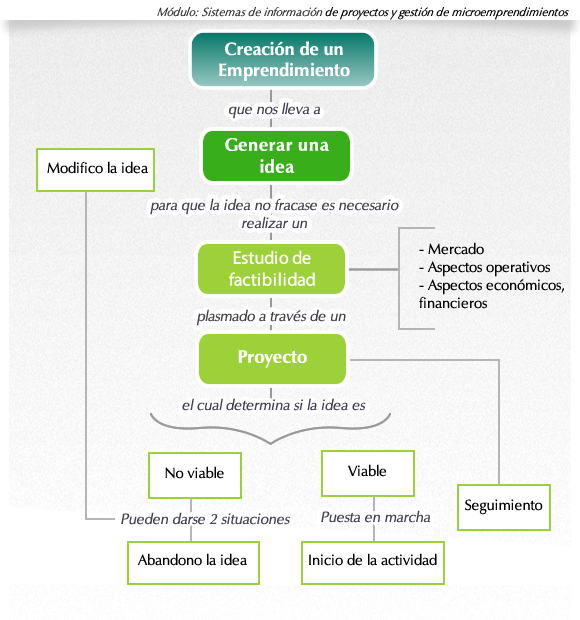 Módulo: Sistemas de información de proyectos y gestión de microemprendimientos
Creación de un
Emprendimiento
que nos lleva a
Generar una
idea
Modifico la idea
para que la idea no fracase es necesario
realizar un
Estudio de
factibilidad
- Mercado
- Aspectos operativos
- Aspectos económicos,
financieros
plasmado a través de un
Proyecto
el cual determina si la idea es
No viable
Viable
Seguimiento
Pueden darse 2 situaciones
Puesta en marcha
Abandono la idea
Inicio de la actividad